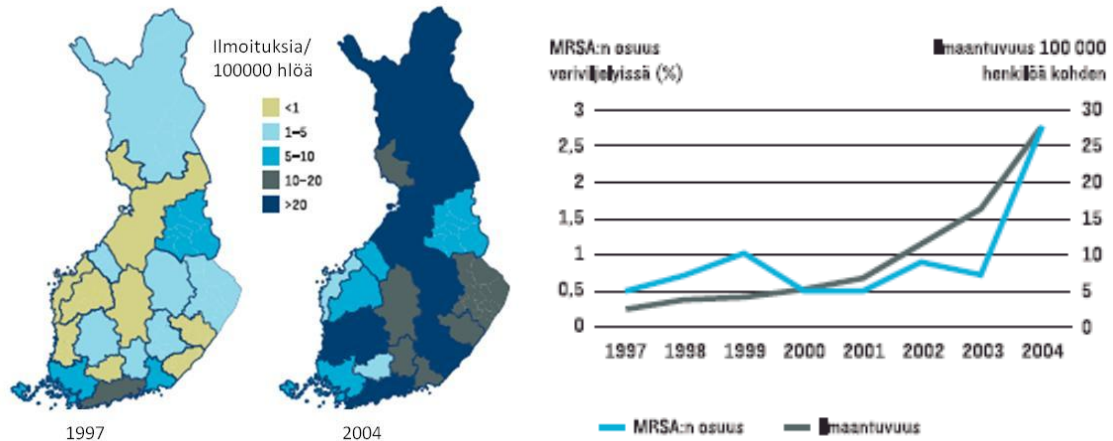 Ilmoituksia/
100000 hlöä
<1
1–5
5–10
10–20
>20
1997
2004
MRSA:n osuus
veriviljelyissä (%)
Ilmaantuvuus 100 000
henkilöä kohden
3
2,5
2
1,5
1
0,5
0
30
25
20
15
10
5
0
1997 1998 1999 2000 2001 2002 2003 2004
MRSA:n osuus
Ilmaantuvuus